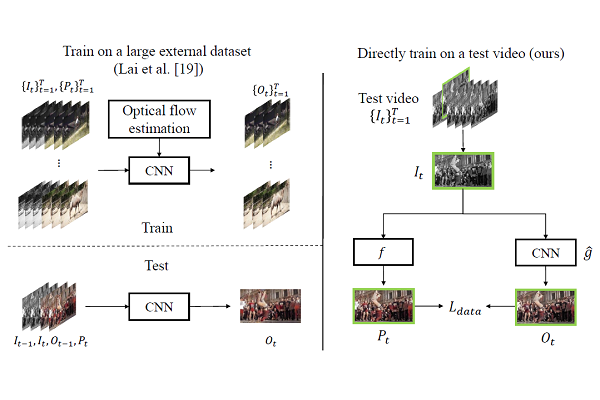 Train on a large external dataset
(Lai et al. [19])
{I_t}_{t=1}^T, {P_t}_{t=1}^T
{O_t}_{t=1}^T
Optical flow
estimation
⋮
⋮
CNN
Train
Test
CNN
I_{t-1}, I_t, O_{t-1}, P_t
O_t
Directly train on a test video (ours)
Test video
{I_t}_{t=1}^T
I_t
f
CNN
ĝ
L_{data}
P_t
O_t